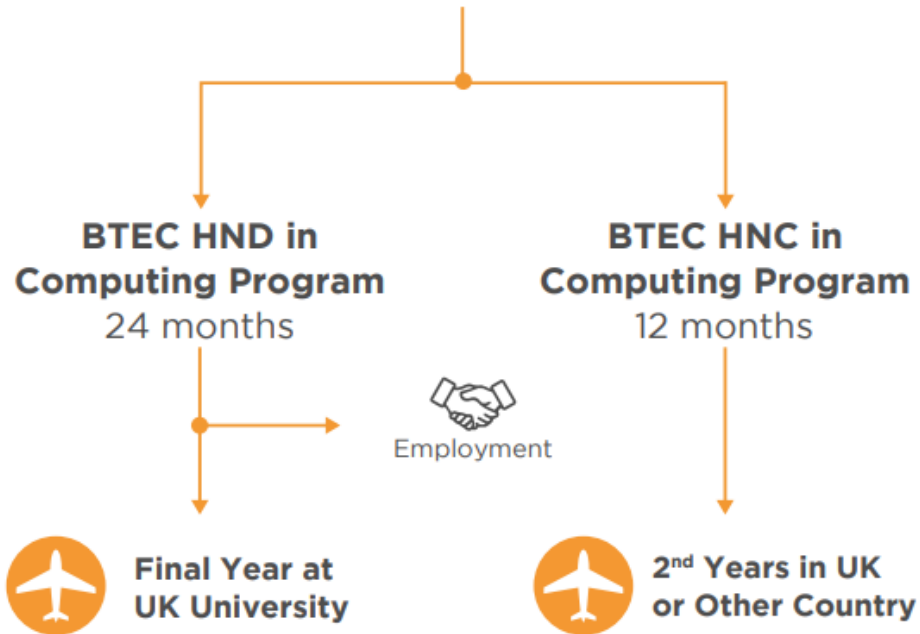 BTEC HND in
Computing Program
24 months
BTEC HNC in
Computing Program
12 months
Employment
Final Year at
UK University
2nd Years in UK
or Other Country